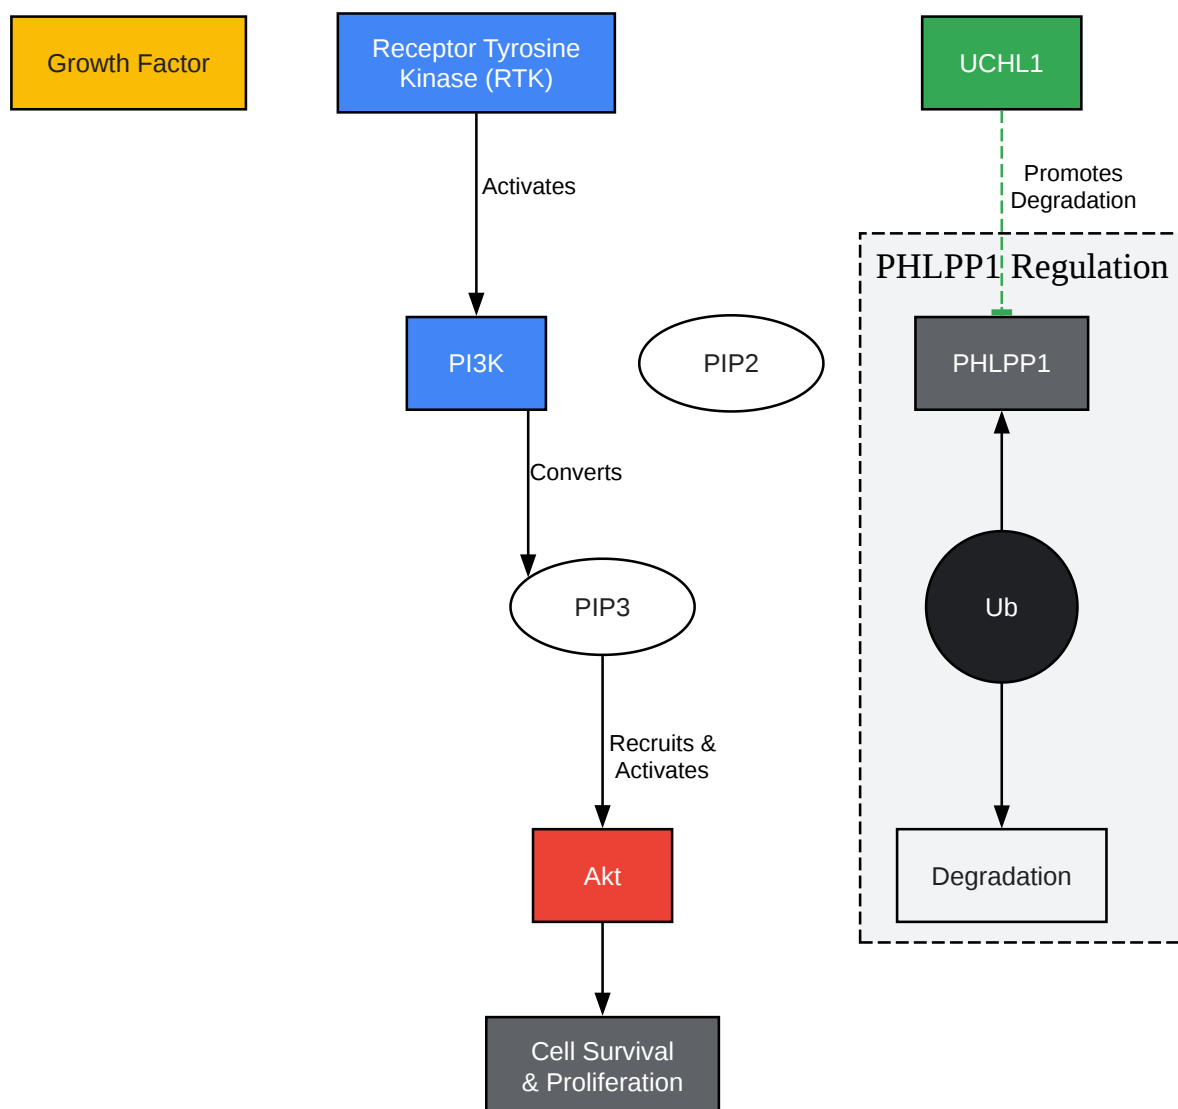 Growth Factor
Receptor Tyrosine
Kinase (RTK)
UCHL1
Activates
Promotes
Degradation
PHLPP1 Regulation
PI3K
PIP2
PHLPP1
Converts
PIP3
Ub
Recruits &
Activates
Akt
Degradation
Cell Survival
& Proliferation